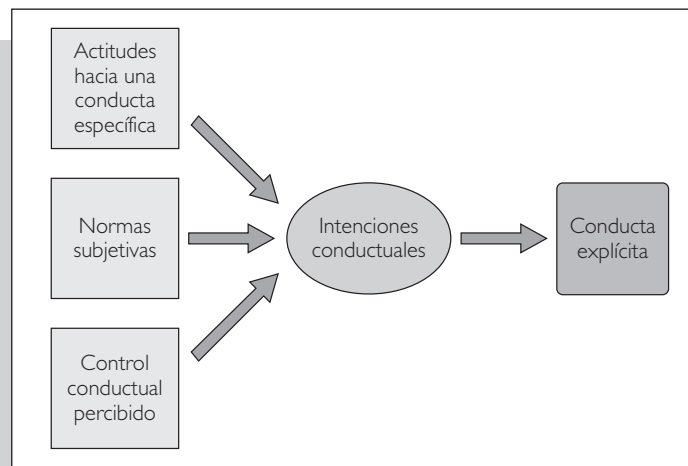 Actitudes
hacia una
conducta
específica
Normas
subjetivas
Control
conductual
percibido
Intenciones
conductuales
Conducta
explícita